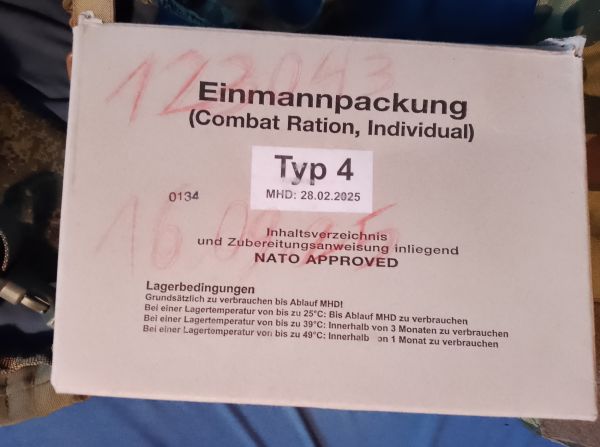 122043
Einmannpackung
(Combat Ration, Individual)
Typ 4
MHD: 28.02.2025
0134
Inhaltsverzeichnis
und Zubereitungsanweisung inliegend
NATO APPROVED
Lagerbedingungen
Grundsätzlich zu verbrauchen bis Ablauf MHD!
Bei einer Lagertemperatur von bis zu 25°C: Bis Ablauf MHD zu verbrauchen
Bei einer Lagertemperatur von bis zu 39°C: Innerhalb von 3 Monaten zu verbrauchen
Bei einer Lagertemperatur von bis zu 49°C: Innerhalb on 1 Monat zu verbrauchen